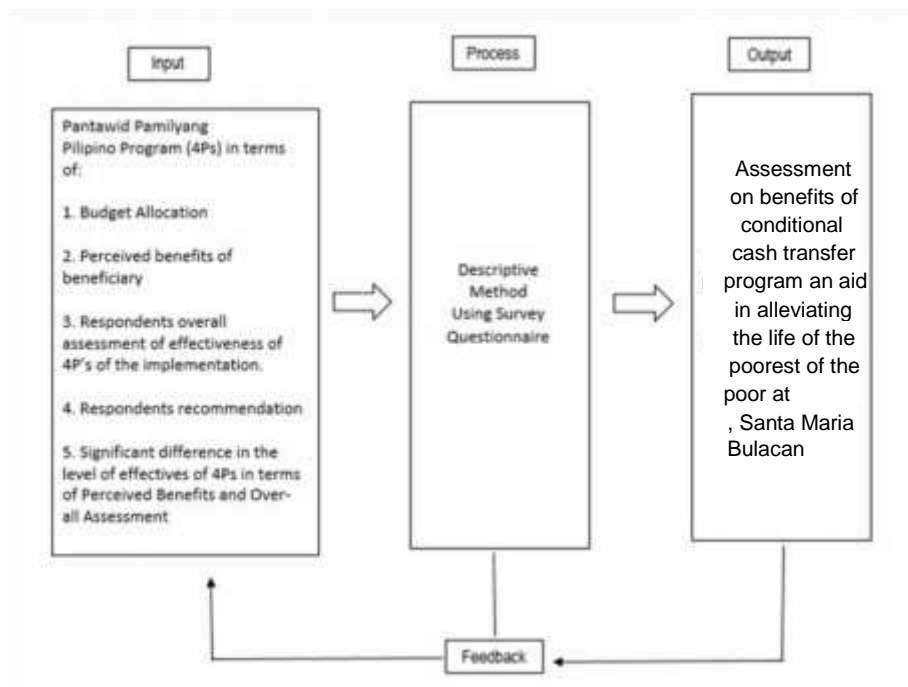 Input
Pantawid Pamilyang
Pilipino Program (4Ps) in terms
of:
1. Budget Allocation
2. Perceived benefits of
beneficiary
3. Respondents overall
assessment of effectiveness of
4P's of the implementation.
4. Respondents recommendation
5. Significant difference in the
level of effectives of 4Ps in terms
of Perceived Benefits and Over-
all Assessment
Process
Descriptive
Method
Using Survey
Questionnaire
Output
Assessment
on benefits of
conditional
cash transfer
program an aid
in alleviating
the life of the
poorest of the
poor at
, Santa Maria
Bulacan
Feedback